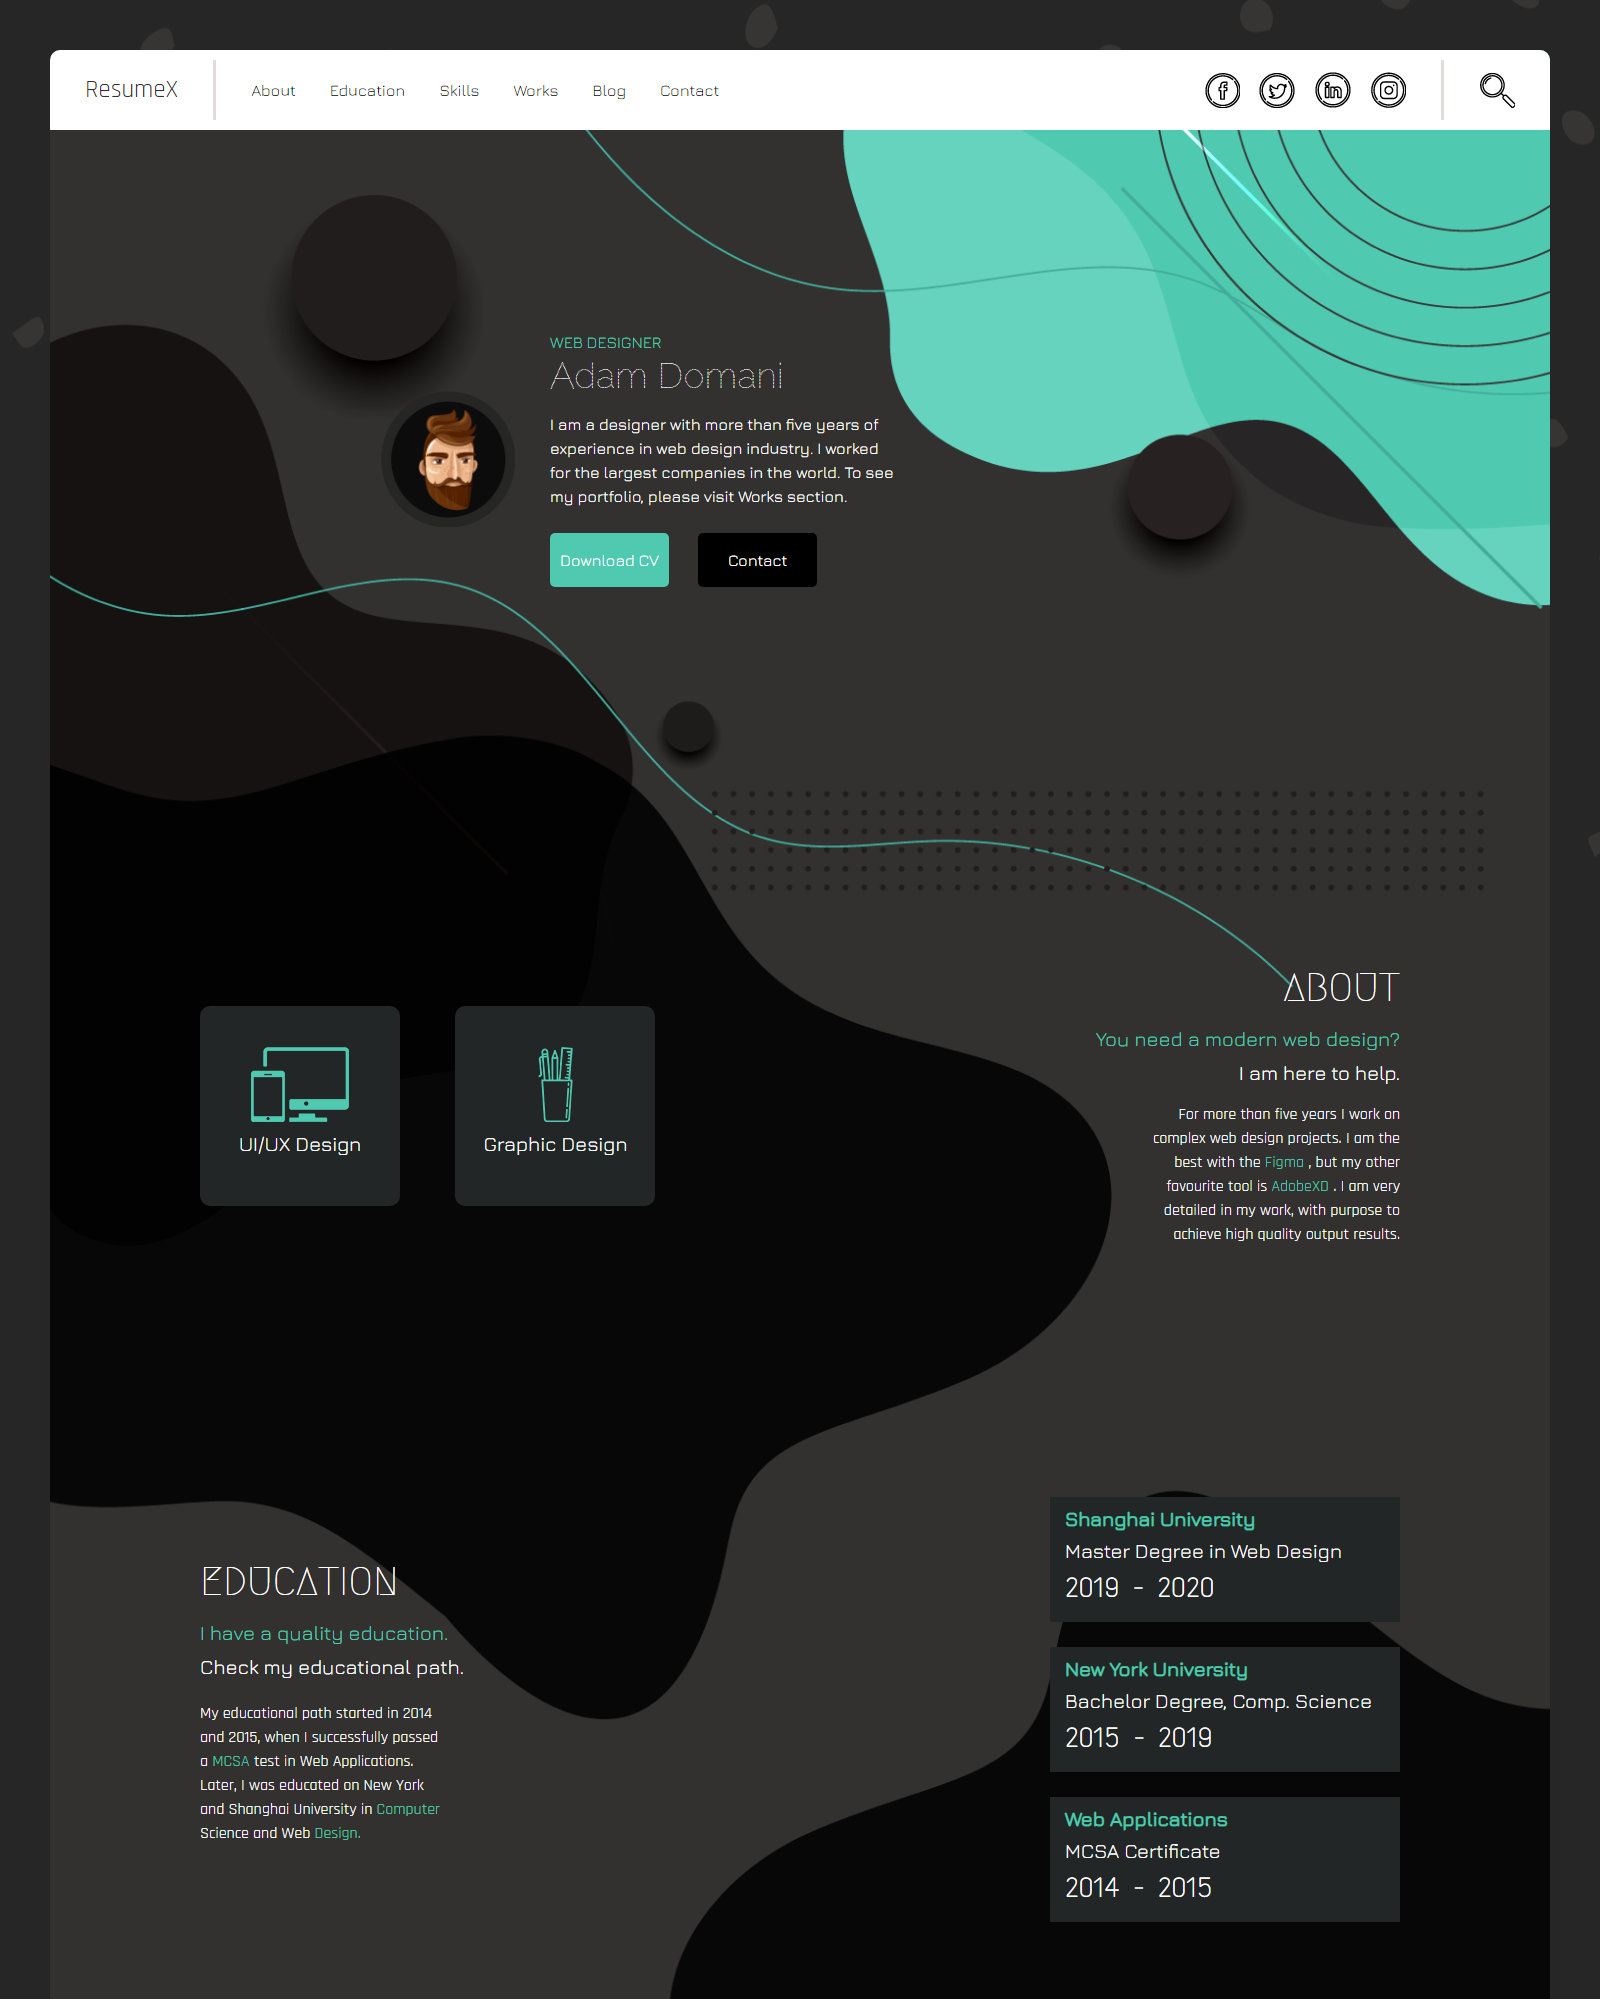 ResumeX
About Education Skills Works Blog Contact
WEB DESIGNER
Adam Domani
I am a designer with more than five years of
experience in web design industry. I worked
for the largest companies in the world. To see
my portfolio, please visit Works section.
Download CV
Contact
ABOUT
You need a modern web design?
I am here to help.
For more than five years I work on
complex web design projects. I am the
best with the Figma , but my other
favourite tool is AdobeXD . I am very
detailed in my work, with purpose to
achieve high quality output results.
UI/UX Design
Graphic Design
EDUCATION
I have a quality education.
Check my educational path.
My educational path started in 2014
and 2015, when I successfully passed
a MCSA test in Web Applications.
Later, I was educated on New York
and Shanghai University in Computer
Science and Web Design.
Shanghai University
Master Degree in Web Design
2019 - 2020
New York University
Bachelor Degree, Comp. Science
2015 - 2019
Web Applications
MCSA Certificate
2014 - 2015